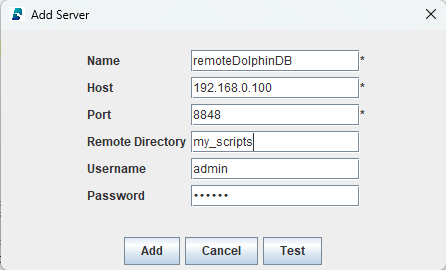 Add Server
Name remoteDolphinDB *
Host 192.168.0.100 *
Port 8848 *
Remote Directory my_scripts
Username admin
Password ••••••
Add Cancel Test